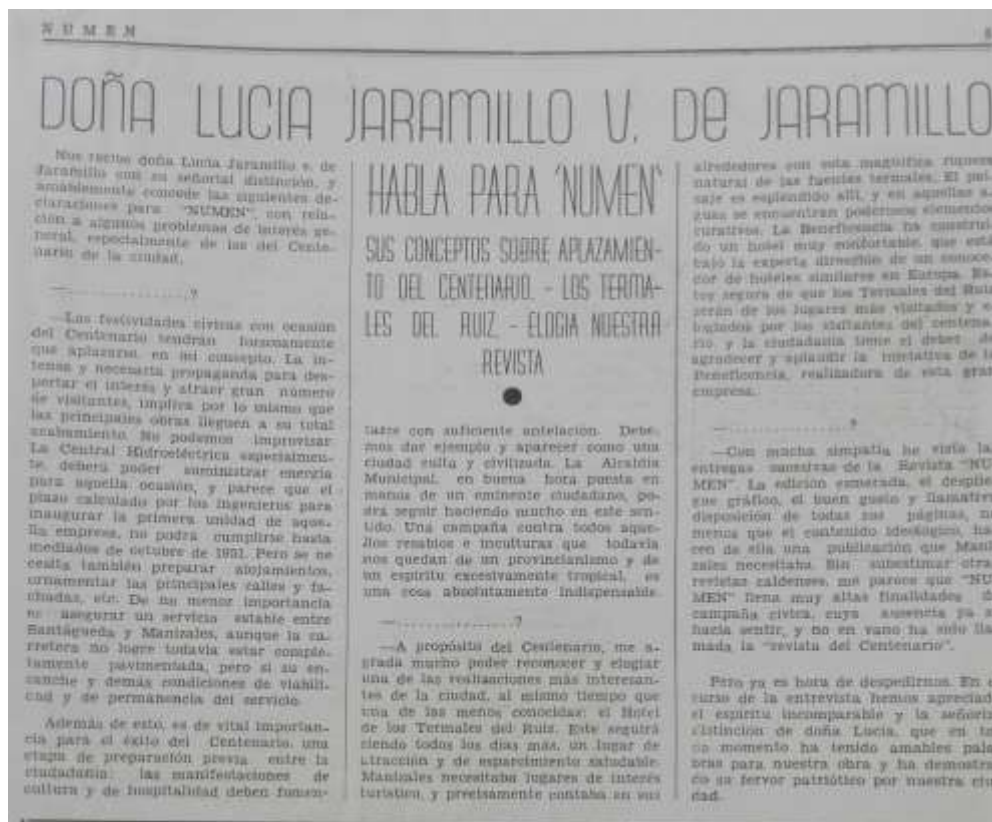 NUMEN
DOÑA LUCIA JARAMILLO V. DE JARAMILLO
Nos recibe doña Lucía Jaramillo v. de
Jaramillo con su señorial distinción, y
amablemente concede las siguientes de-
claraciones para "NUMEN", con rela-
ción a algunos problemas de interés ge-
neral, especialmente de los del Cente-
nario de la ciudad.
—..................?
—Las festividades cívicas con ocasión
del Centenario tendrán forzosamente
que aplazarse, en mi concepto. La in-
tensa y necesaria propaganda para des-
pertar el interés y atraer gran número
de visitantes, implica por lo mismo que
las principales obras lleguen a su total
acabamiento. No podemos improvisar
La Central Hidroeléctrica especialmen-
te, deberá poder suministrar energía
para aquella ocasión, y parece que el
plazo calculado por los ingenieros para
inaugurar la primera unidad de aque-
lla empresa, no podrá cumplirse hasta
mediados de octubre de 1951. Pero se ne-
cesita también preparar alojamientos,
ornamentar las principales calles y fa-
chadas, etc. De no menor importancia
es asegurar un servicio estable entre
Santágueda y Manizales, aunque la ca-
rretera no logre todavía estar comple-
tamente pavimentada, pero si su en-
sanche y demás condiciones de viabili-
dad y de permanencia del servicio.
Además de esto, es de vital importan-
cia para el éxito del Centenario, una
etapa de preparación previa entre la
ciudadanía: las manifestaciones de
cultura y de hospitalidad deben fomen-
HABLA PARA 'NUMEN'
SUS CONCEPTOS SOBRE APLAZAMIEN-
TO DEL CENTENARIO. - LOS TERMA-
LES DEL RUIZ. - ELOGIA NUESTRA
REVISTA
tarse con suficiente antelación. Debe-
mos dar ejemplo y aparecer como una
ciudad culta y civilizada. La Alcaldía
Municipal, en buena hora puesta en
manos de un eminente ciudadano, po-
drá seguir haciendo mucho en este sen-
tido. Una campaña contra todos aque-
llos resabios e inculturas que todavía
nos quedan de un provincianismo y de
un espíritu excesivamente tropical, es
una cosa absolutamente indispensable.
—..................?
—A propósito del Centenario, me a-
grada mucho poder reconocer y elogiar
una de las realizaciones más interesan-
tes de la ciudad, al mismo tiempo que
una de las menos conocidas: el Hotel
de los Termales del Ruiz. Este seguirá
siendo todos los días más, un lugar de
atracción y de esparcimiento saludable.
Manizales necesitaba lugares de interés
turístico, y precisamente contaba en sus
alrededores con esta magnífica riqueza
natural de las fuentes termales. El pai-
saje es espléndido allí, y en aquellas a-
guas se encuentran poderosos elementos
curativos. La Beneficencia ha construí-
do un hotel muy confortable, que está
bajo la experta dirección de un conoce-
dor de hoteles similares en Europa. Es-
toy segura de que los Termales del Ruiz
serán de los lugares más visitados y
por los visitantes del centena-
rio, y la ciudadanía tiene el deber de
agradecer y aplaudir la iniciativa de la
Beneficencia, realizadora de esta gran
empresa.
—..................?
—Con mucha simpatía he visto las
entregas sucesivas de la Revista "NU-
MEN". La edición esmerada, el desplie-
gue gráfico, el buen gusto y llamativa
disposición de todas sus páginas, no
menos que el contenido ideológico, ha-
cen de ella una publicación que Mani-
zales necesitaba. Sin subestimar otras
revistas caldenses, me parece que "NU-
MEN" llena muy altas finalidades de
campaña cívica, cuya ausencia ya se
hacía sentir, y no en vano ha sido lla-
mada la "revista del Centenario".
Pero ya es hora de despedirnos. En el
curso de la entrevista hemos apreciado
el espíritu incomparable y la señorial
distinción de doña Lucía, que en to-
do momento ha tenido amables pala-
bras para nuestra obra y ha demostra-
do su fervor patriótico por nuestra ciu-
dad.